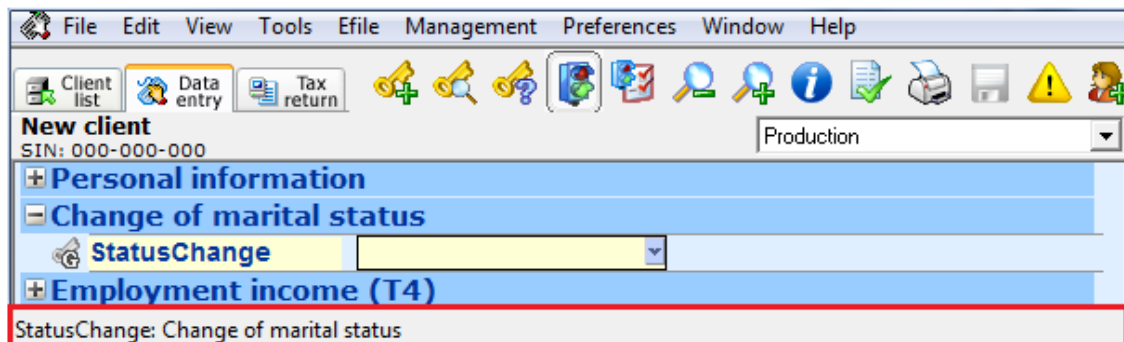 File Edit View Tools Efile Management Preferences Window Help
Client list Data entry Tax return
New client
SIN: 000-000-000
Production
Personal information
Change of marital status
StatusChange
Employment income (T4)
StatusChange: Change of marital status